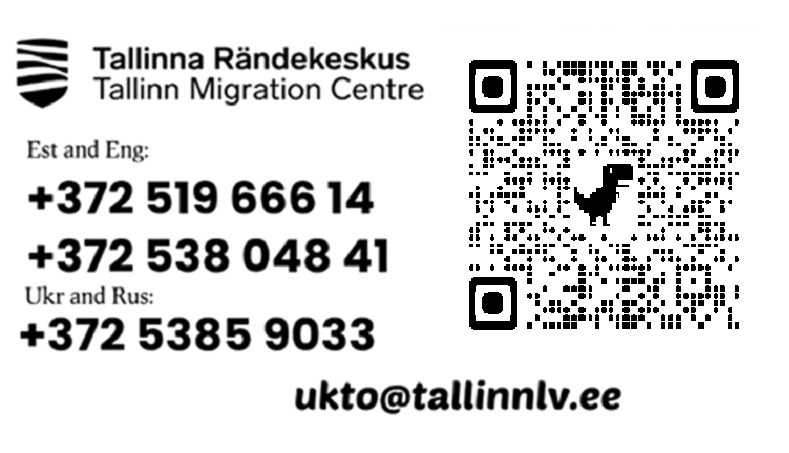 Tallinna Rändekeskus
Tallinn Migration Centre
Est and Eng:
+372 519 666 14
+372 538 048 41
Ukr and Rus:
+372 5385 9033
ukto@tallinnlv.ee